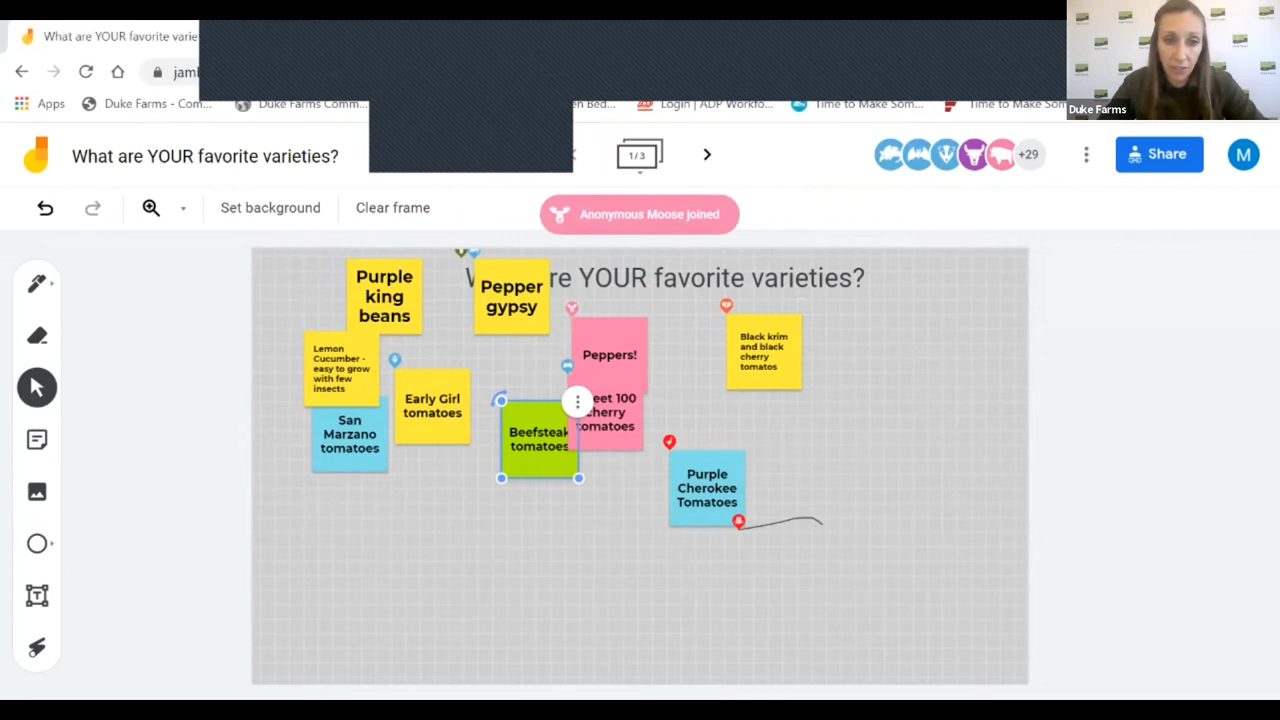 What are YOUR favorite varie
jamb
Apps
Duke Farms - Com...
Duke Farms Comm...
en Bed...
Login | ADP Workfo...
Time to Make Som...
Time to Make Som
Duke Farms
What are YOUR favorite varieties?
1/3
+29
Share
M
Set background
Clear frame
Anonymous Moose joined
W re YOUR favorite varieties?
Purple
king
beans
Pepper
gypsy
Peppers!
Black krim
and black
cherry
tomatos
Lemon
Cucumber -
easy to grow
with few
insects
Early Girl
tomatoes
San
Marzano
tomatoes
Beefsteak
tomatoes
eet 100
cherry
tomatoes
Purple
Cherokee
Tomatoes